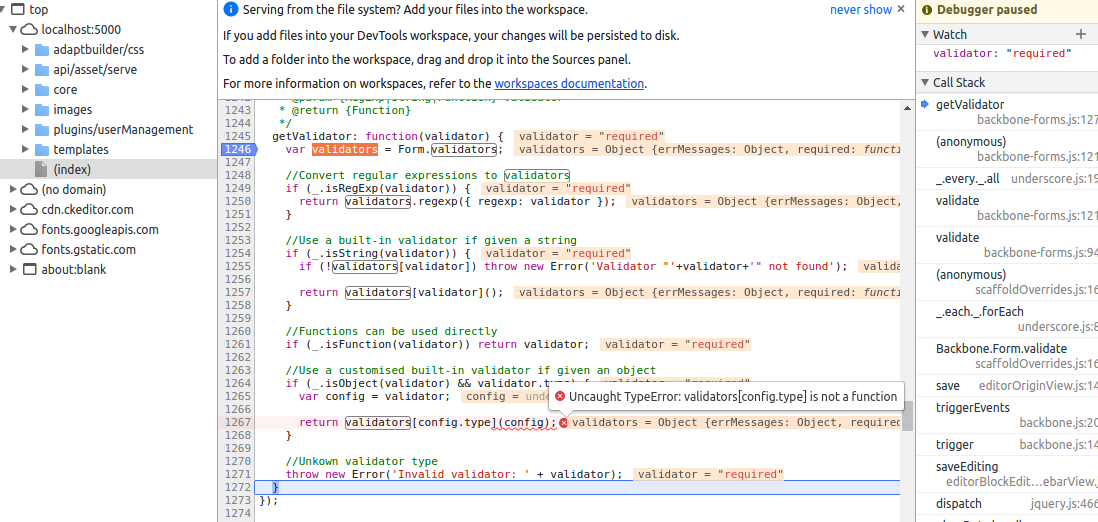 top
localhost:5000
adaptbuilder/css
api/asset/serve
core
images
plugins/userManagement
templates
(index)
(no domain)
cdn.ckeditor.com
fonts.googleapis.com
fonts.gstatic.com
about:blank
Serving from the file system? Add your files into the workspace. never show ×
If you add files into your DevTools workspace, your changes will be persisted to disk.
To add a folder into the workspace, drag and drop it into the Sources panel.
For more information on workspaces, refer to the workspaces documentation.
1243 * @return {Function}
1244 */
1245 getValidator: function(validator) { validator = "required"
1246 var validators = Form.validators; validators = Object {errMessages: Object, required: functi
1247
1248 //Convert regular expressions to validators
1249 if (_.isRegExp(validator)) { validator = "required"
1250 return validators.regexp({ regexp: validator }); validators = Object {errMessages: Object,
1251 }
1252
1253 //Use a built-in validator if given a string
1254 if (_.isString(validator)) { validator = "required"
1255 if (!validators[validator]) throw new Error('Validator "'+validator+'" not found'); valida
1256
1257 return validators[validator](); validators = Object {errMessages: Object, required: functi
1258 }
1259
1260 //Functions can be used directly
1261 if (_.isFunction(validator)) return validator; validator = "required"
1262
1263 //Use a customised built-in validator if given an object
1264 if (_.isObject(validator) && validator.type) { validator = "required"
1265 var config = validator; config = unde
Uncaught TypeError: validators[config.type] is not a function
1266
1267 return validators[config.type](config); validators = Object {errMessages: Object, required
1268 }
1269
1270 //Unkown validator type
1271 throw new Error('Invalid validator: ' + validator); validator = "required"
1272 }
1273 });
1274
Debugger paused
Watch +
validator: "required"
Call Stack
getValidator
backbone-forms.js:127
(anonymous)
backbone-forms.js:121
_.every._.all underscore.js:19
validate
backbone-forms.js:121
validate
backbone-forms.js:94
(anonymous)
scaffoldOverrides.js:16
_.each._.forEach
underscore.js:8
Backbone.Form.validate
scaffoldOverrides.js:16
save editorOriginView.js:14
triggerEvents
backbone.js:20
trigger backbone.js:14
saveEditing
editorBlockEdit...ebarView.j
dispatch jquery.js:466